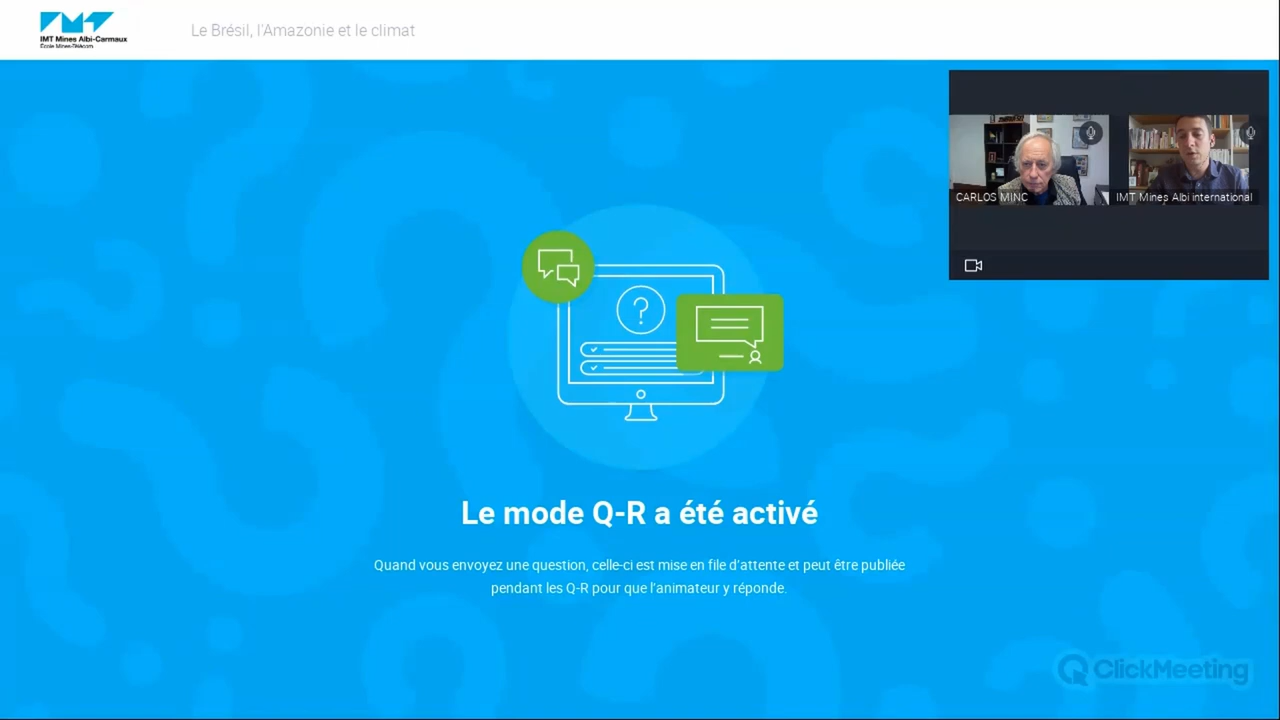 IMT Mines Albi-Carmaux
École Mines-Télécom
Le Brésil, l'Amazonie et le climat
CARLOS MINC
IMT Mines Albi international
Le mode Q-R a été activé
Quand vous envoyez une question, celle-ci est mise en file d'attente et peut être publiée
pendant les Q-R pour que l'animateur y réponde.
ClickMeeting